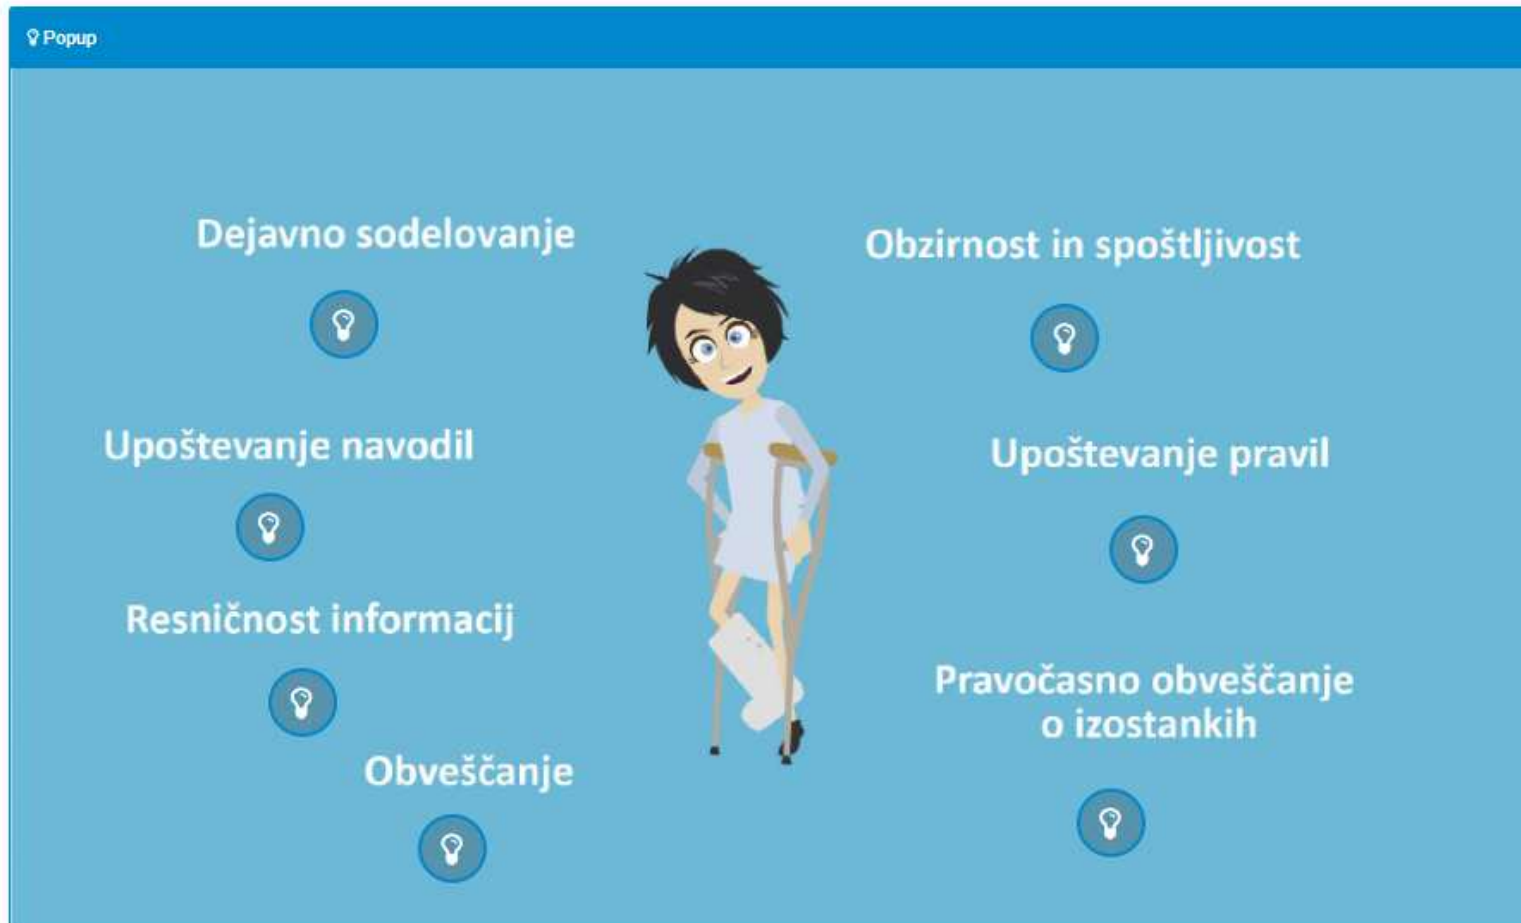 Popup
Dejavno sodelovanje
Obzirnost in spoštljivost
Upoštevanje navodil
Upoštevanje pravil
Resničnost informacij
Pravočasno obveščanje
o izostankih
Obveščanje